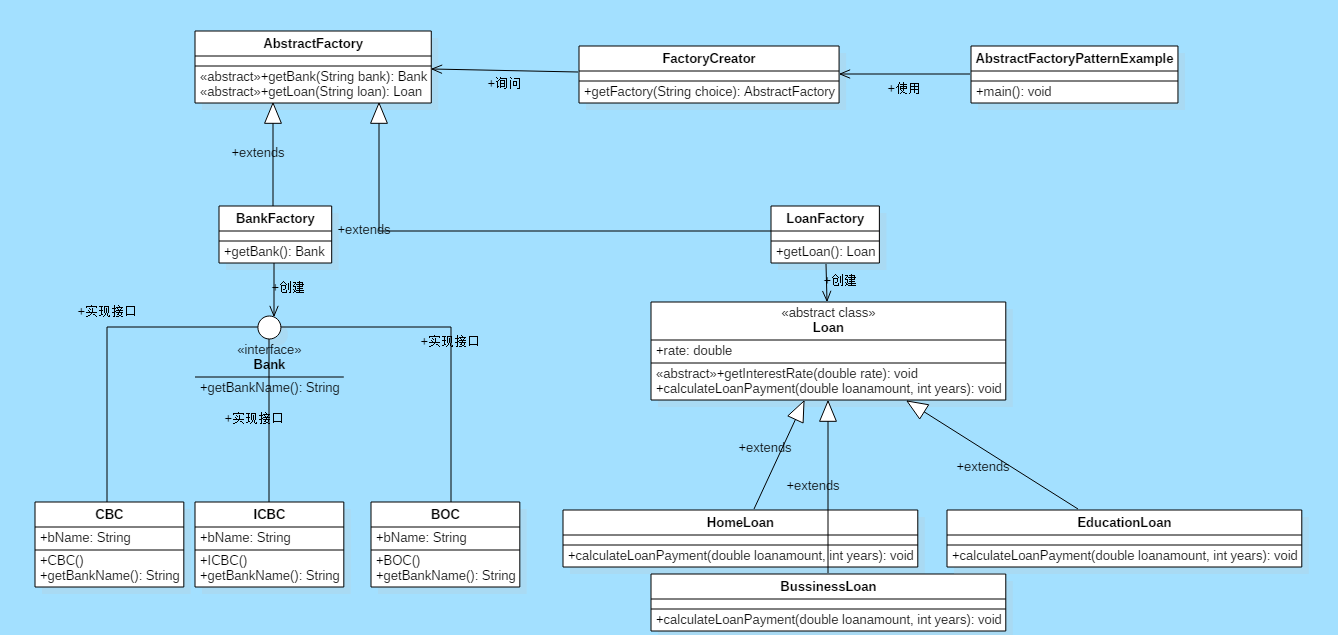 AbstractFactory
«abstract»+getBank(String bank): Bank
«abstract»+getLoan(String loan): Loan
+询问
FactoryCreator
+getFactory(String choice): AbstractFactory
+使用
AbstractFactoryPatternExample
+main(): void
+extends
BankFactory
+getBank(): Bank
+extends
LoanFactory
+getLoan(): Loan
+创建
+创建
+实现接口
+实现接口
«interface»
Bank
+getBankName(): String
+实现接口
«abstract class»
Loan
+rate: double
«abstract»+getInterestRate(double rate): void
+calculateLoanPayment(double loanamount, int years): void
+extends
+extends
+extends
CBC
+bName: String
+CBC()
+getBankName(): String
ICBC
+bName: String
+ICBC()
+getBankName(): String
BOC
+bName: String
+BOC()
+getBankName(): String
HomeLoan
+calculateLoanPayment(double loanamount, int years): void
EducationLoan
+calculateLoanPayment(double loanamount, int years): void
BussinessLoan
+calculateLoanPayment(double loanamount, int years): void